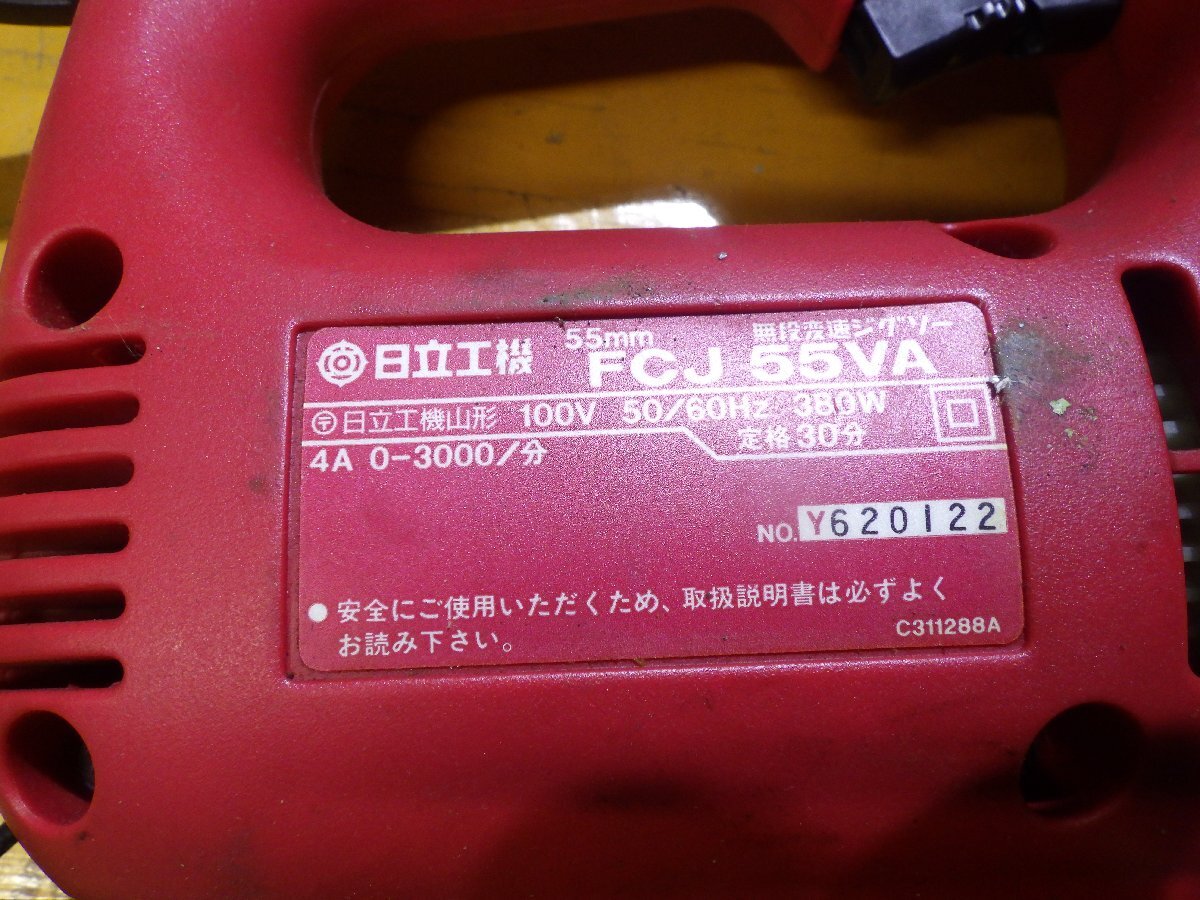 日立工機 55mm 無段変速ジグソー
FCJ 55VA
〒 日立工機山形 100V 50/60Hz 380W
4A 0-3000/分 定格30分
NO. Y620122
● 安全にご使用いただくため、取扱説明書は必ずよく
お読み下さい。
C311288A